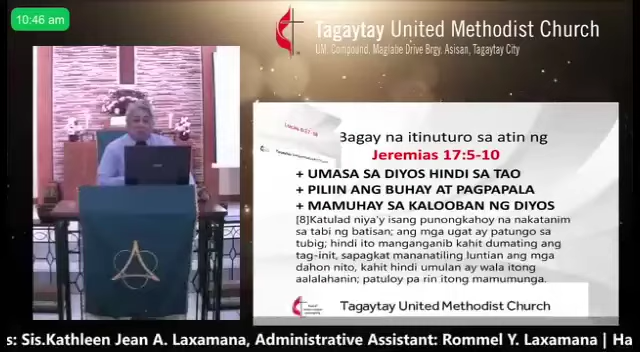 10:46 am
Tagaytay United Methodist Church
UM. Compound, Magiabe Drive Brgy. Asisan, Tagaytay City
Bagay na itinuturo sa atin ng
Jeremias 17:5-10
+ UMASA SA DIYOS HINDI SA TAO
+ PILIIN ANG BUHAY AT PAGPAPALA
+ MAMUHAY SA KALOOBAN NG DIYOS
[8]Katulad niya'y isang punongkahoy na nakatanim
sa tabi ng batisan; ang mga ugat ay patungo sa
tubig; hindi ito manganganib kahit dumating ang
tag-init, sapagkat mananatiling luntian ang mga
dahon nito, kahit hindi umulan ay wala itong
aalalahanin; patuloy pa rin itong mamumunga.
Tagaytay United Methodist Church
s: Sis.Kathleen Jean A. Laxamana, Administrative Assistant: Rommel Y. Laxamana | Ha